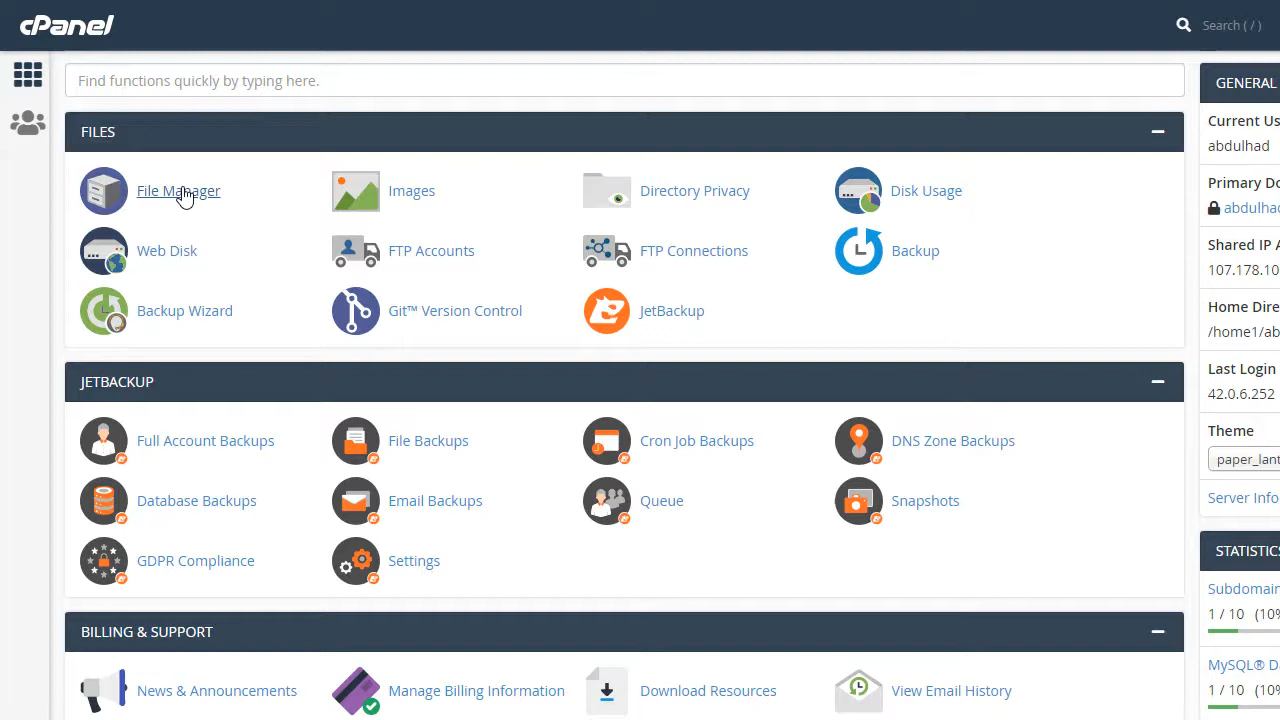 cPanel
Search ( / )
Find functions quickly by typing here.
FILES
File Manager
Images
Directory Privacy
Disk Usage
Web Disk
FTP Accounts
FTP Connections
Backup
Backup Wizard
Git™ Version Control
JetBackup
JETBACKUP
Full Account Backups
File Backups
Cron Job Backups
DNS Zone Backups
Database Backups
Email Backups
Queue
Snapshots
GDPR Compliance
Settings
BILLING & SUPPORT
News & Announcements
Manage Billing Information
Download Resources
View Email History
GENERAL
Current Us
abdulhad
Primary Do
abdulhad
Shared IP A
107.178.10
Home Dire
/home1/ab
Last Login
42.0.6.252
Theme
paper_lant
Server Info
STATISTICS
Subdomain
1 / 10 (10%
MySQL® Da
1 / 10 (10%